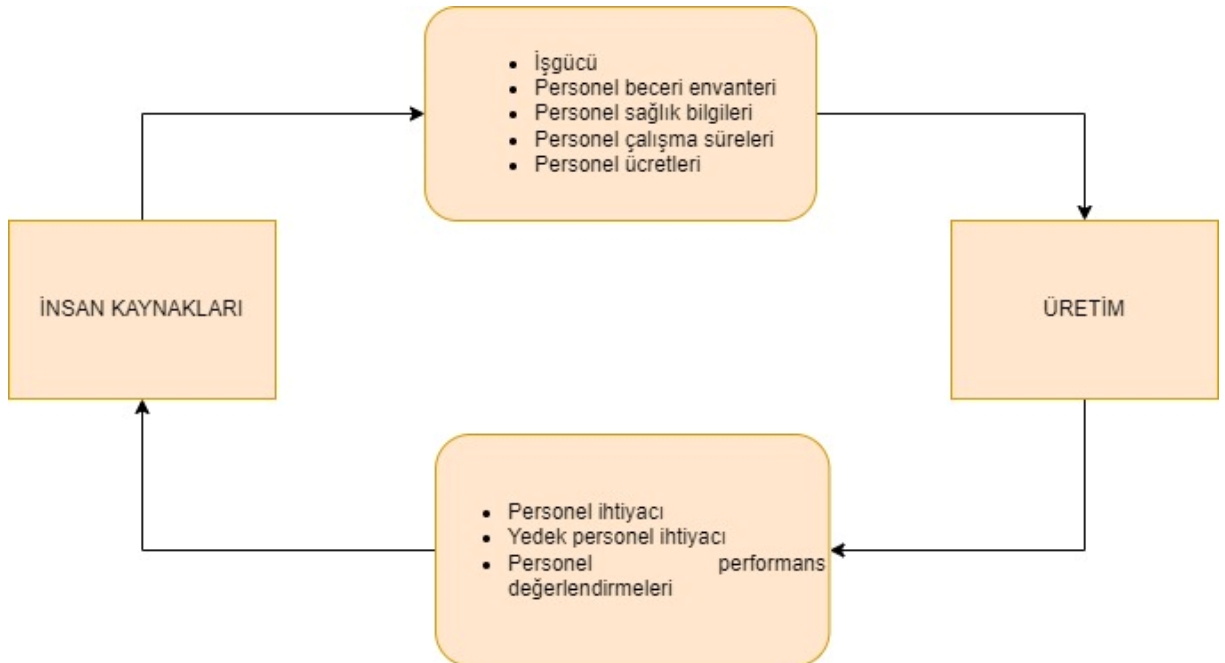 İşgücü
Personel beceri envanteri
Personel sağlık bilgileri
Personel çalışma süreleri
Personel ücretleri
İNSAN KAYNAKLARI
ÜRETİM
Personel ihtiyacı
Yedek personel ihtiyacı
Personel performans
değerlendirmeleri